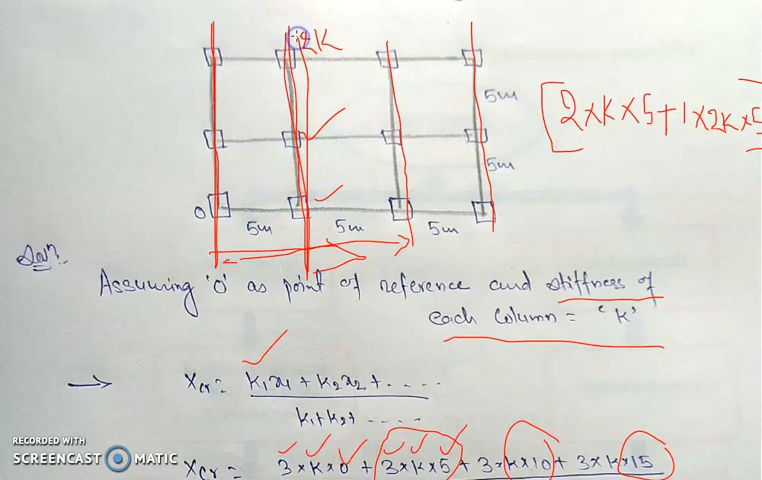 2K
5m
[2×K×5+1×2K×5
5m
O
5m 5m 5m
Soln.
Assuming 'O' as point of reference and stiffness of
each column = 'K'
→ Xcr = K1x1 + K2x2 + ....
K1+K2+ .....
RECORDED WITH
SCREENCAST MATIC
Xcr = 3×K×0 + 3×K×5 + 3×K×10 + 3×K×15